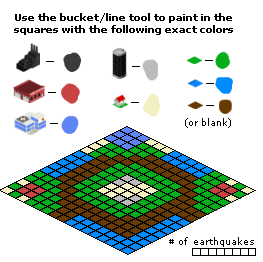 Use the bucket/line tool to paint in the
squares with the following exact colors
(or blank)
# of earthquakes